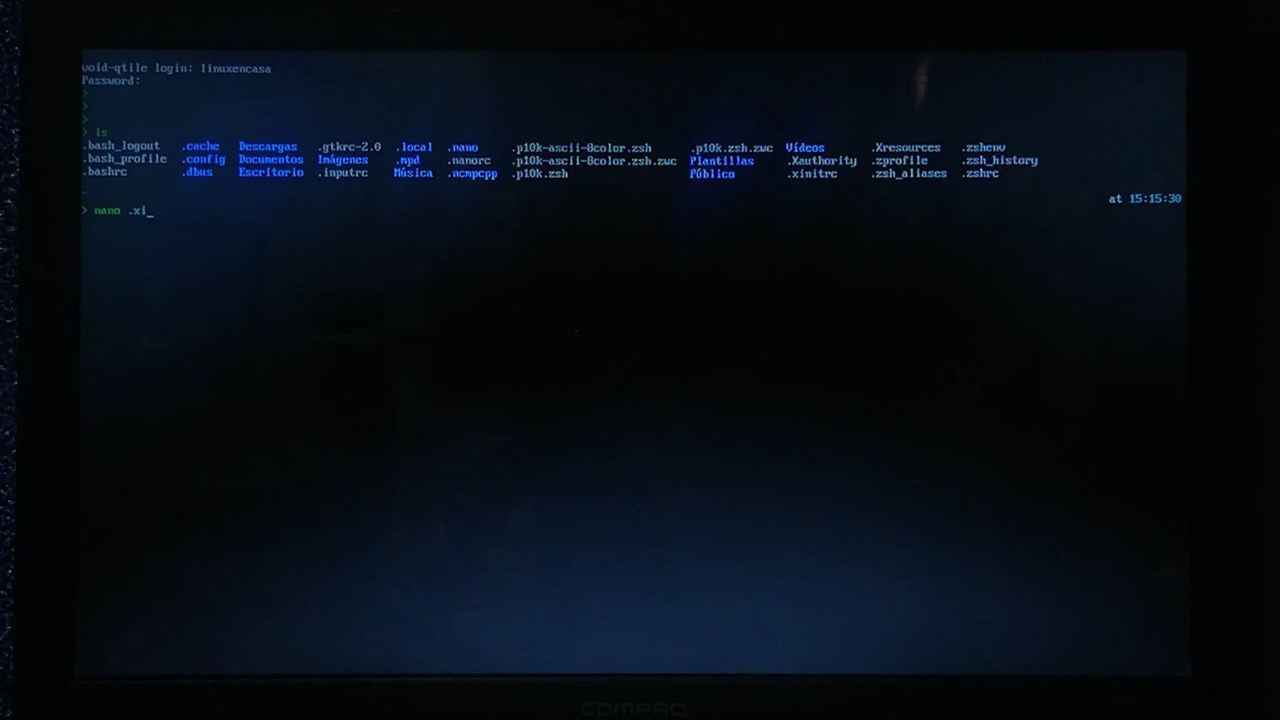 void-qtile login: linuxencasa
Password:
>
>
>
> ls
.bash_logout .cache Descargas .gtkrc-2.0 .local .nano .p10k-ascii-8color.zsh .p10k.zsh.zwc Vídeos .Xresources .zshenv
.bash_profile .config Documentos Imágenes .mpd .nanorc .p10k-ascii-8color.zsh.zwc Plantillas .Xauthority .zprofile .zsh_history
.bashrc .dbus Escritorio .inputrc Música .ncmpcpp .p10k.zsh Público .xinitrc .zsh_aliases .zshrc
~ at 15:15:30
> nano .xi_
COMPAQ